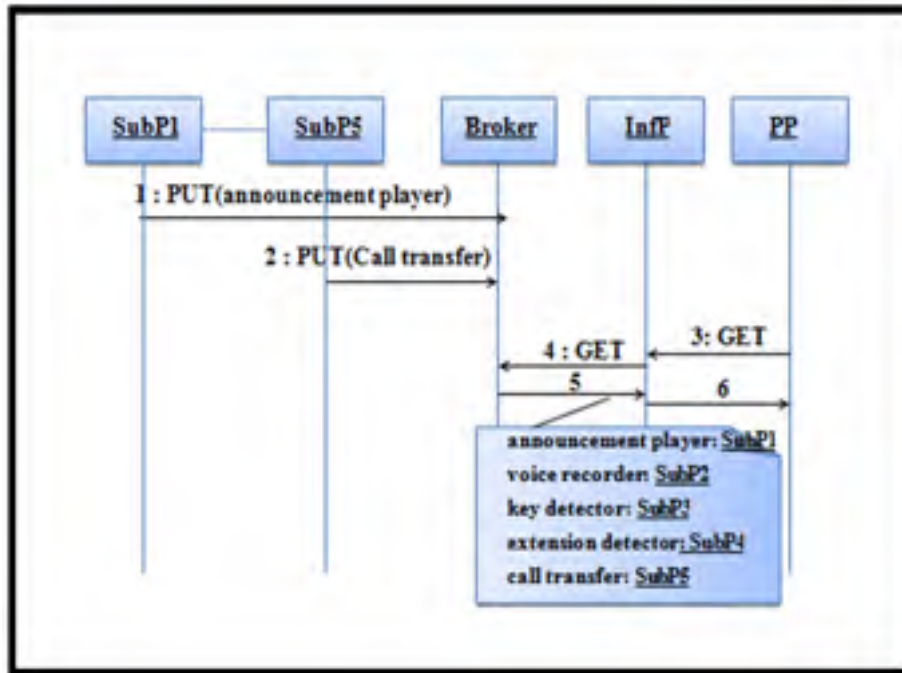 SubP1 SubP5 Broker InfP PP
1 : PUT(announcement player)
2 : PUT(Call transfer)
3: GET
4 : GET
5
6
announcement player: SubP1
voice recorder: SubP2
key detector: SubP3
extension detector: SubP4
call transfer: SubP5